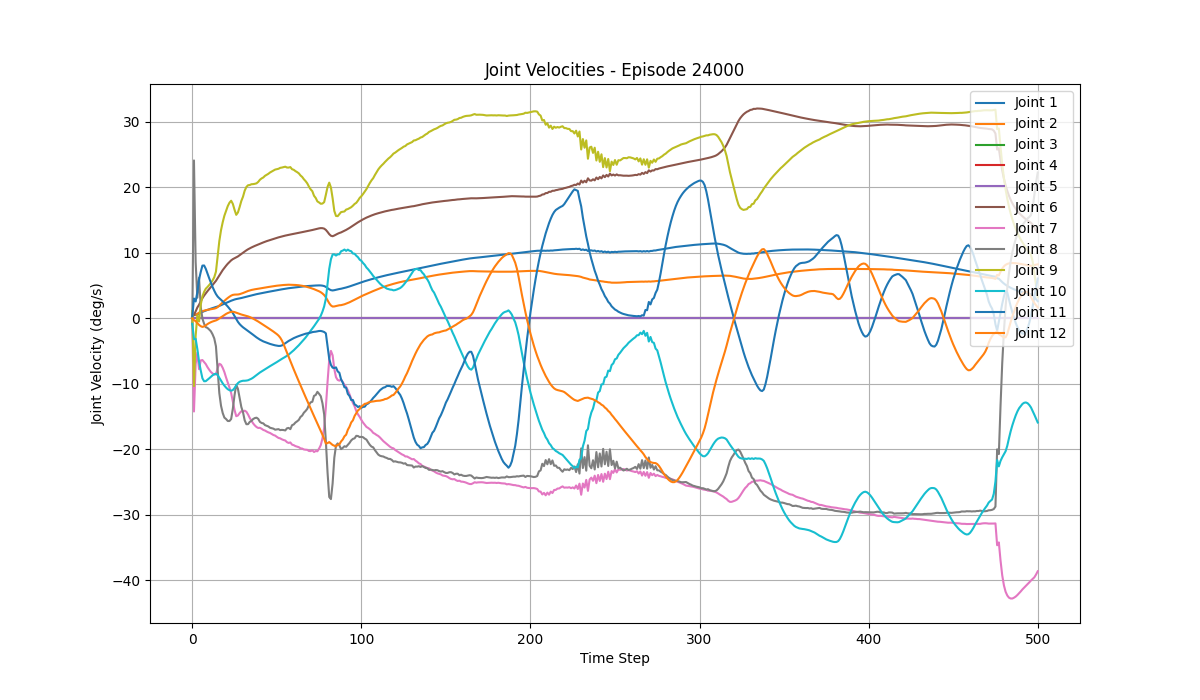 Joint Velocities - Episode 24000
Joint Velocity (deg/s)
30
20
10
0
−10
−20
−30
−40
0
100
200
300
400
500
Time Step
Joint 1
Joint 2
Joint 3
Joint 4
Joint 5
Joint 6
Joint 7
Joint 8
Joint 9
Joint 10
Joint 11
Joint 12